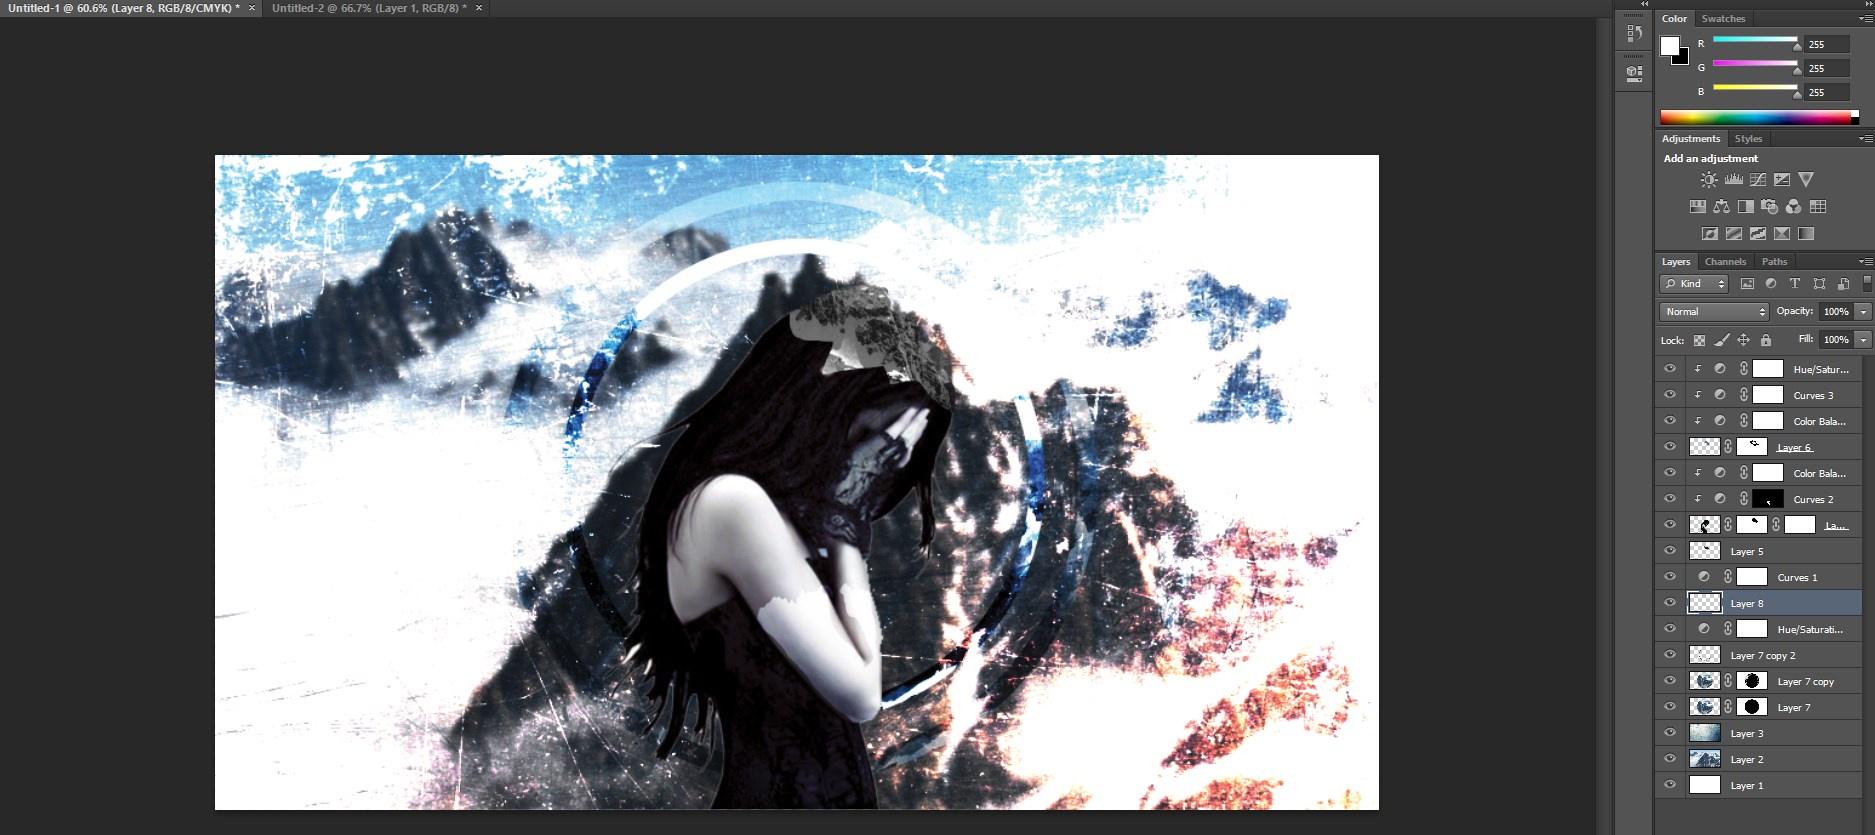 Untitled-1 @ 60.6% (Layer 8, RGB/8/CMYK) * × Untitled-2 @ 66.7% (Layer 1, RGB/8) * ×
Color Swatches
R 255
G 255
B 255
Adjustments Styles
Add an adjustment
Layers Channels Paths
Kind
Normal Opacity: 100%
Lock: Fill: 100%
Hue/Satur...
Curves 3
Color Bala...
Layer 6
Color Bala...
Curves 2
La...
Layer 5
Curves 1
Layer 8
Hue/Saturati...
Layer 7 copy 2
Layer 7 copy
Layer 7
Layer 3
Layer 2
Layer 1